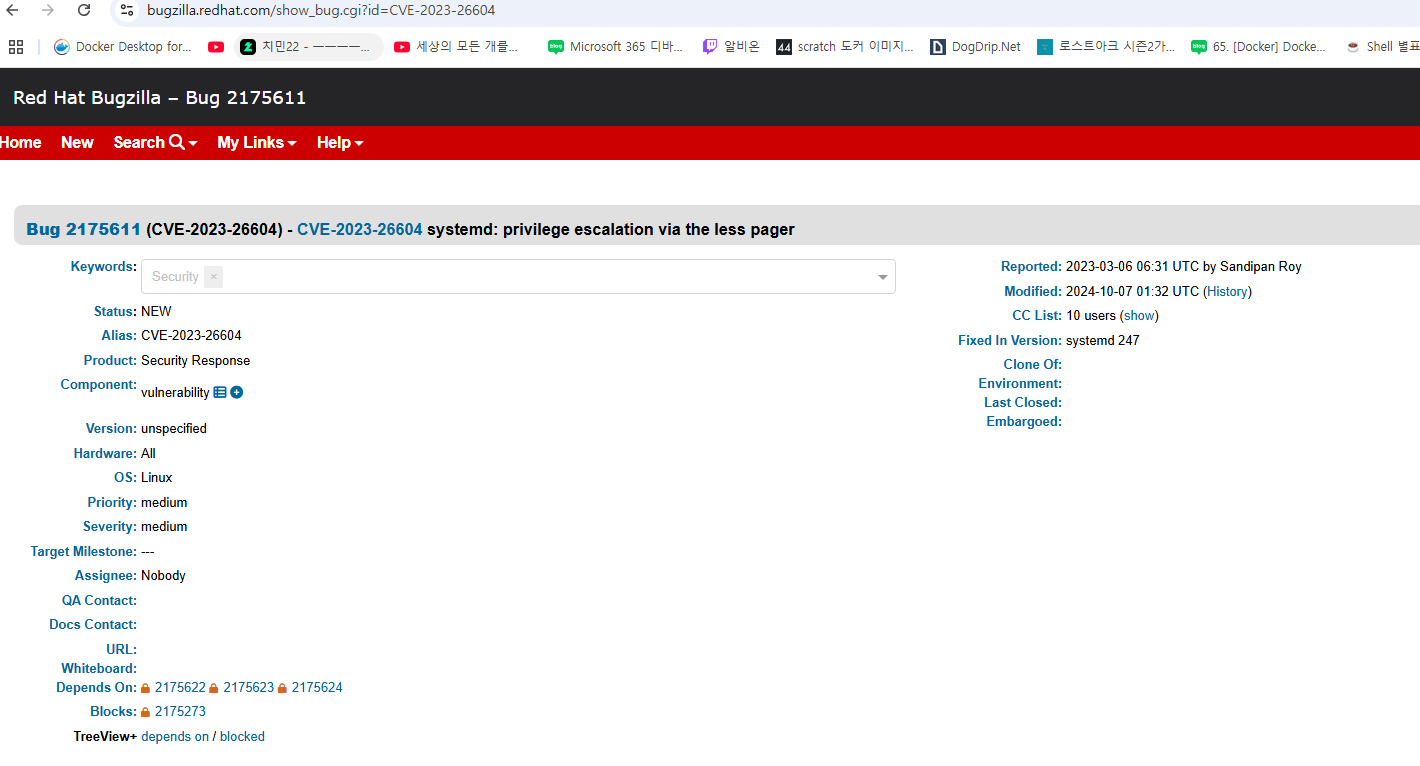 bugzilla.redhat.com/show_bug.cgi?id=CVE-2023-26604
Docker Desktop for... 치민22 - ㅡㅡㅡㅡ... 세상의 모든 개를... blog Microsoft 365 디바... 알비온 44 scratch 도커 이미지... DogDrip.Net 로스트아크 시즌2가... blog 65. [Docker] Docke... Shell 별표
Red Hat Bugzilla – Bug 2175611
Home New Search My Links Help
Bug 2175611 (CVE-2023-26604) - CVE-2023-26604 systemd: privilege escalation via the less pager
Keywords: Security ×
Status: NEW
Alias: CVE-2023-26604
Product: Security Response
Component: vulnerability
Version: unspecified
Hardware: All
OS: Linux
Priority: medium
Severity: medium
Target Milestone: ---
Assignee: Nobody
QA Contact:
Docs Contact:
URL:
Whiteboard:
Depends On: 2175622 2175623 2175624
Blocks: 2175273
TreeView+ depends on / blocked
Reported: 2023-03-06 06:31 UTC by Sandipan Roy
Modified: 2024-10-07 01:32 UTC (History)
CC List: 10 users (show)
Fixed In Version: systemd 247
Clone Of:
Environment:
Last Closed:
Embargoed: